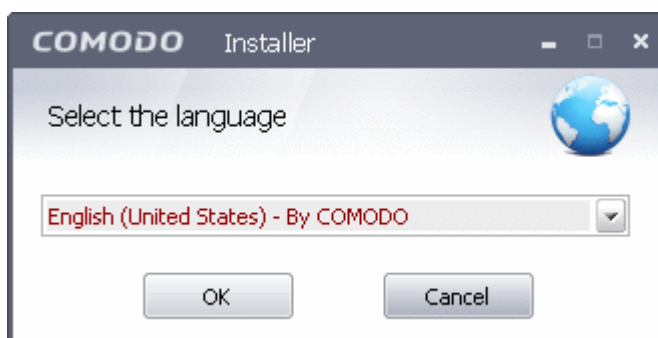 COMODO Installer
Select the language
English (United States) - By COMODO
OK Cancel